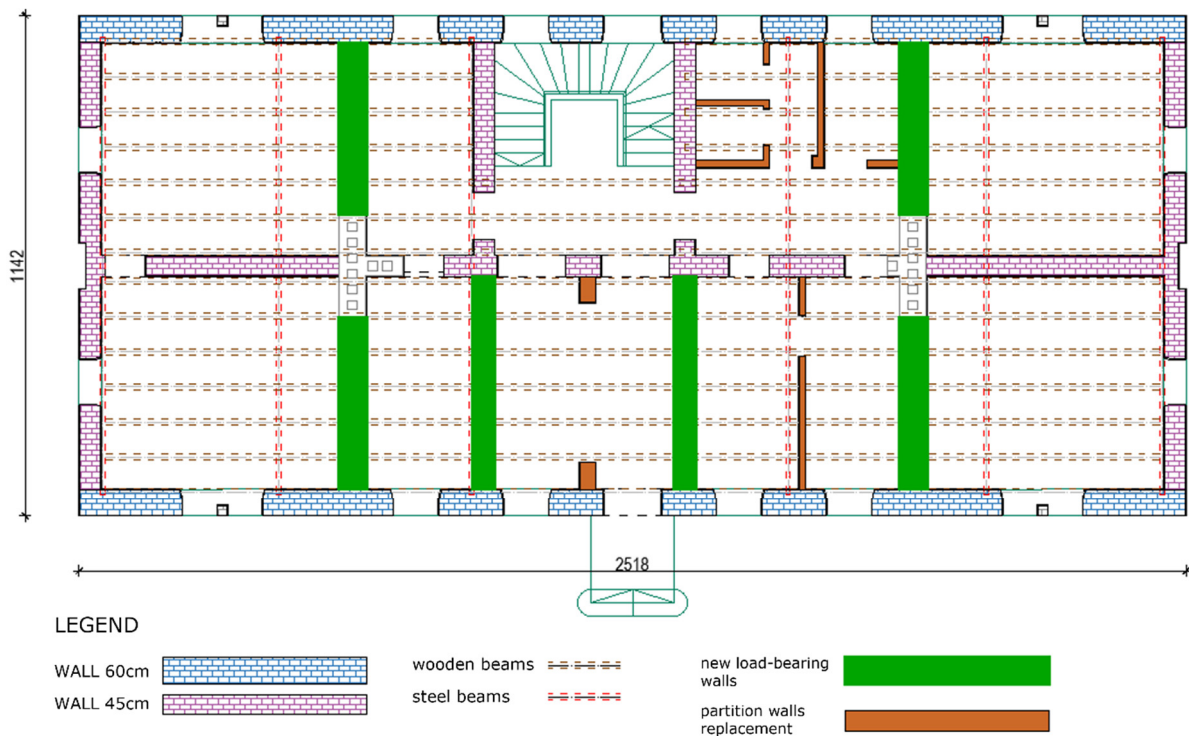 1142
2518
LEGEND
WALL 60cm
WALL 45cm
wooden beams
steel beams
new load-bearing
walls
partition walls
replacement